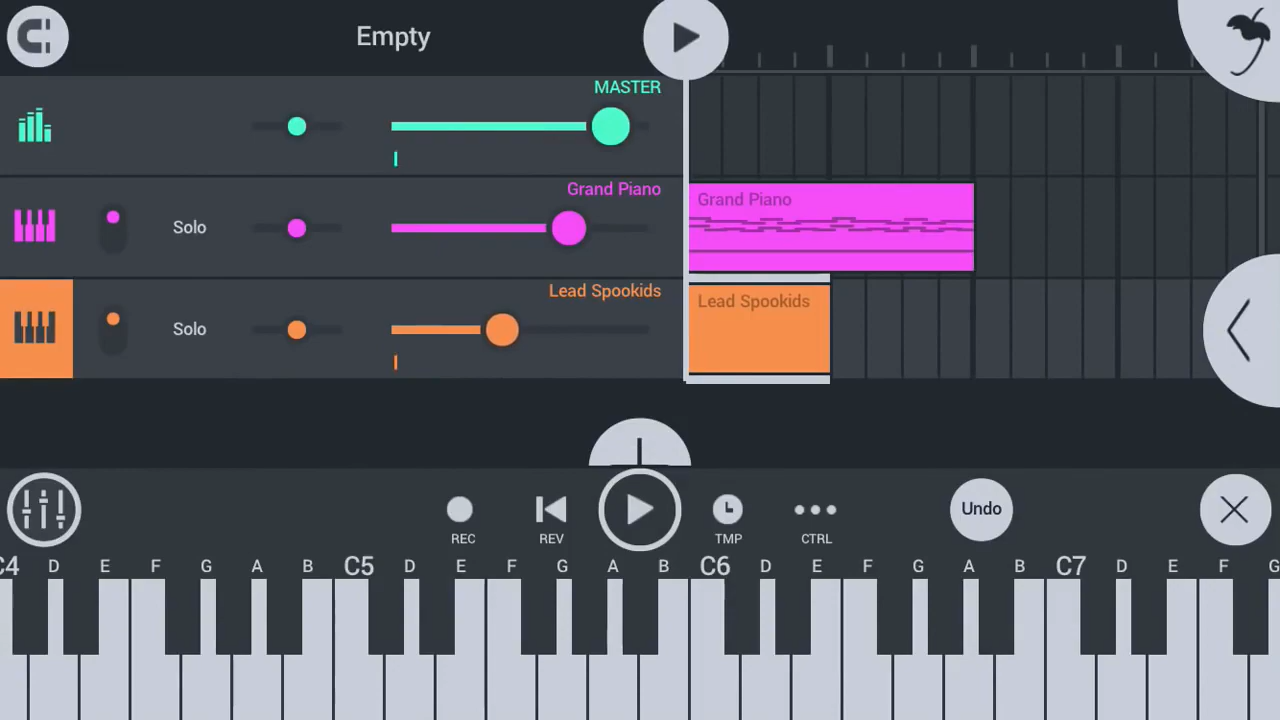 Empty
MASTER
Grand Piano
Solo
Grand Piano
Lead Spookids
Solo
Lead Spookids
REC
REV
TMP
CTRL
Undo
C4 D E F G A B C5 D E F G A B C6 D E F G A B C7 D E F G